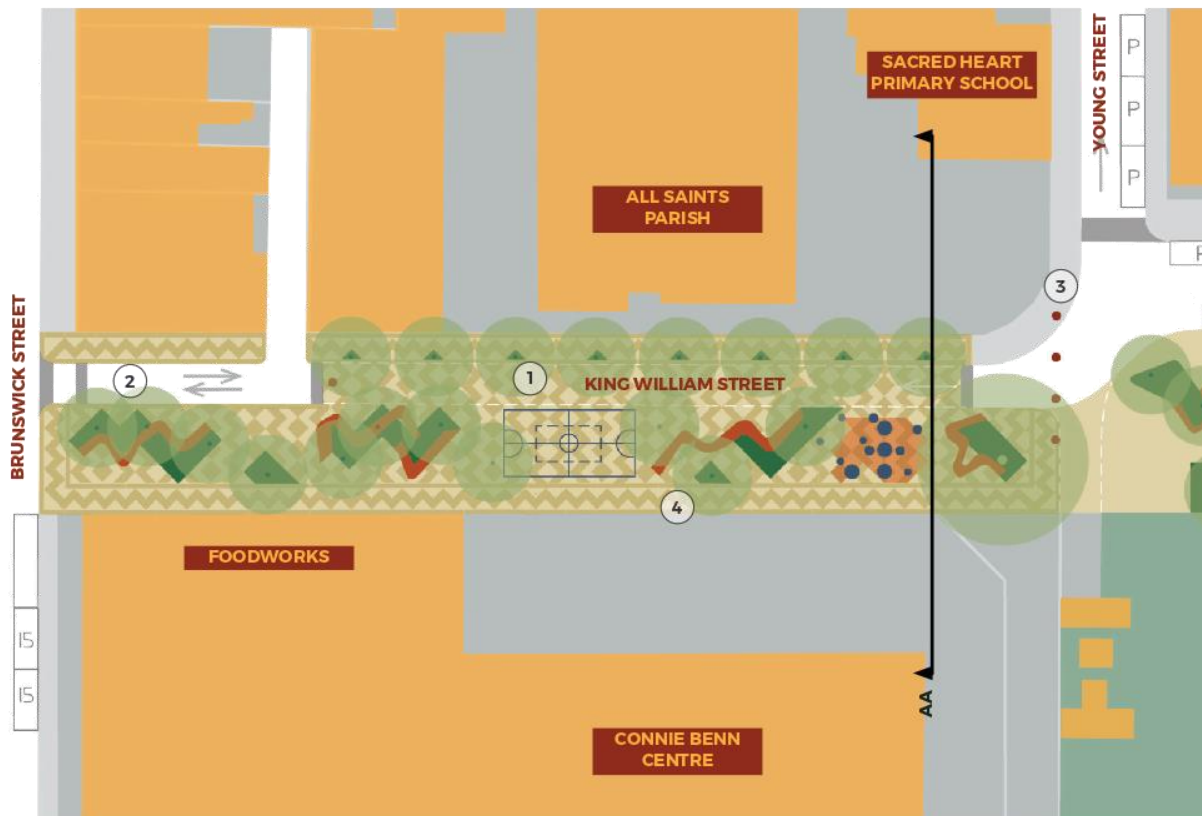 SACRED HEART
PRIMARY SCHOOL
YOUNG STREET
P
P
P
ALL SAINTS
PARISH
3
BRUNSWICK STREET
2
1
KING WILLIAM STREET
4
FOODWORKS
15
15
AA
CONNIE BENN
CENTRE